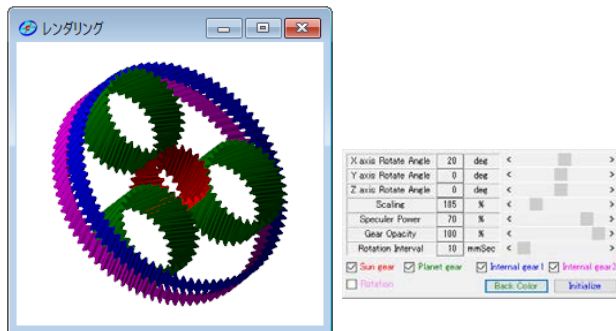 レンダリング
X axis Rotate Angle 20 deg
Y axis Rotate Angle 0 deg
Z axis Rotate Angle 0 deg
Scaling 185 %
Speculer Power 70 %
Gear Opacity 100 %
Rotation Interval 10 mmSec
Sun gear Planet gear Internal gear1 Internal gear2
Rotation Back Color Initialize